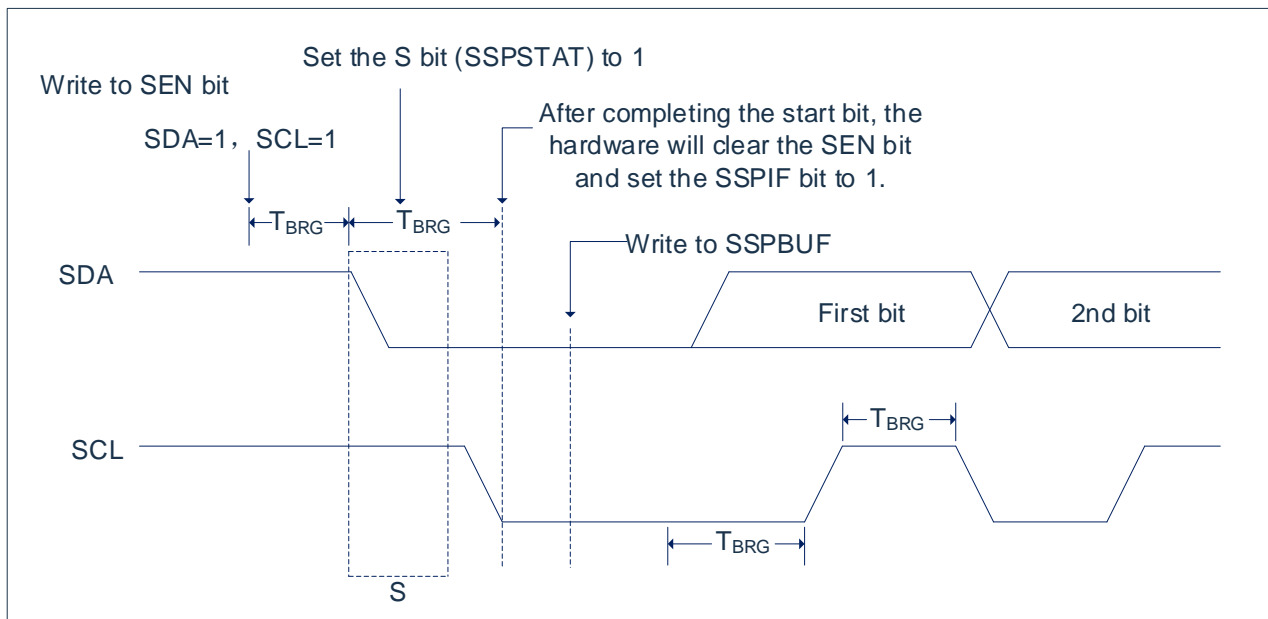 Set the S bit (SSPSTAT) to 1
Write to SEN bit
SDA=1，SCL=1
After completing the start bit, the
hardware will clear the SEN bit
and set the SSPIF bit to 1.
TBRG
TBRG
Write to SSPBUF
SDA
First bit
2nd bit
TBRG
SCL
TBRG
S